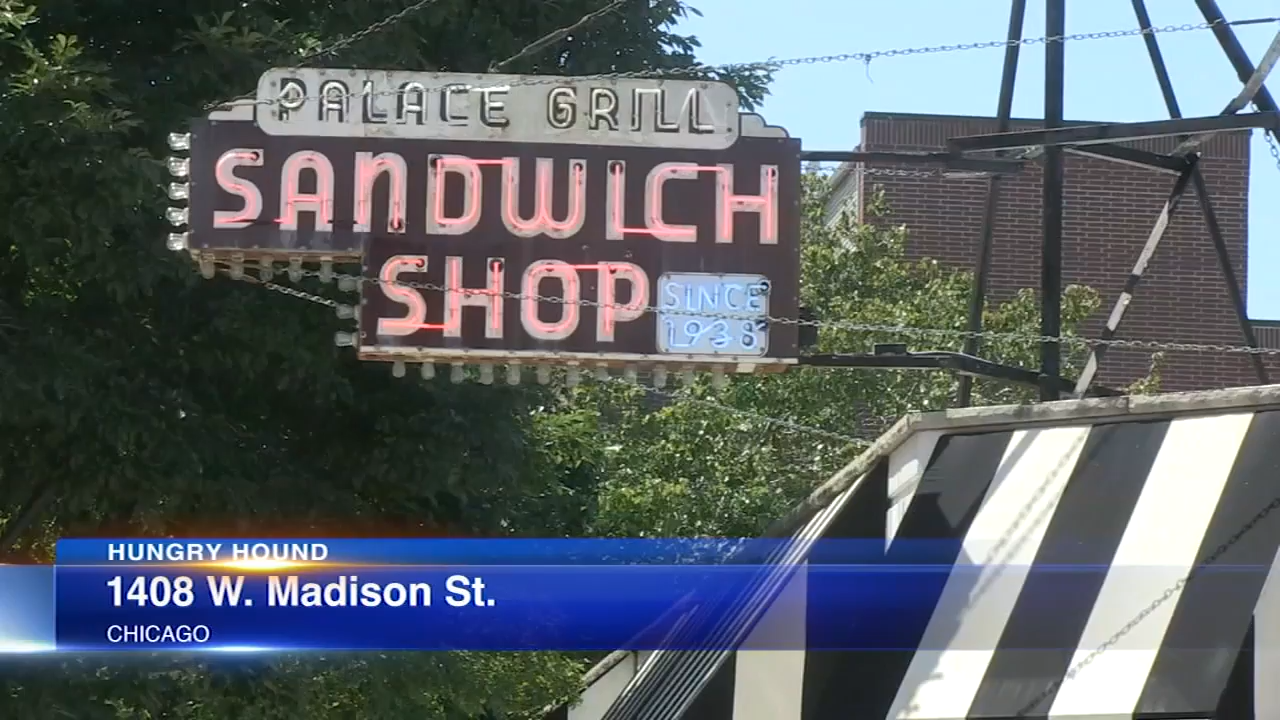 PALACE GRILL
SANDWICH
SHOP
SINCE
1938
HUNGRY HOUND
1408 W. Madison St.
CHICAGO